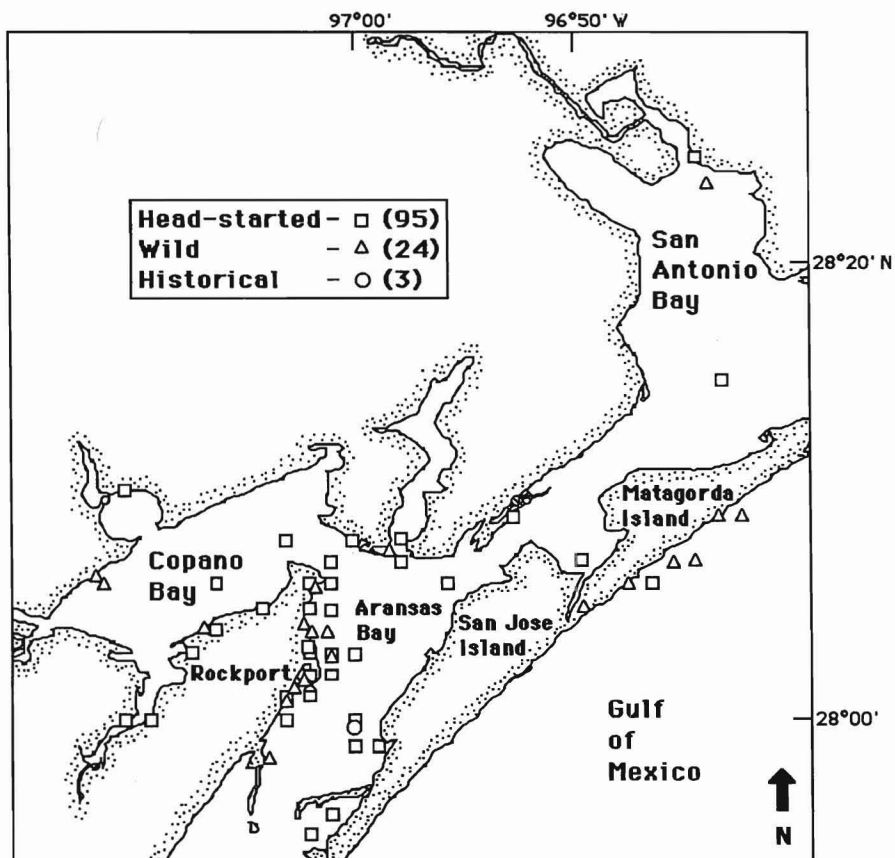 97°00'
96°50' W
Head-started- □ (95)
Wild - △ (24)
Historical - ○ (3)
San
Antonio
Bay
28°20' N
Matagorda
Island
Copano
Bay
Aransas
Bay
San Jose
Island
Rockport
Gulf
of
Mexico
28°00'
N